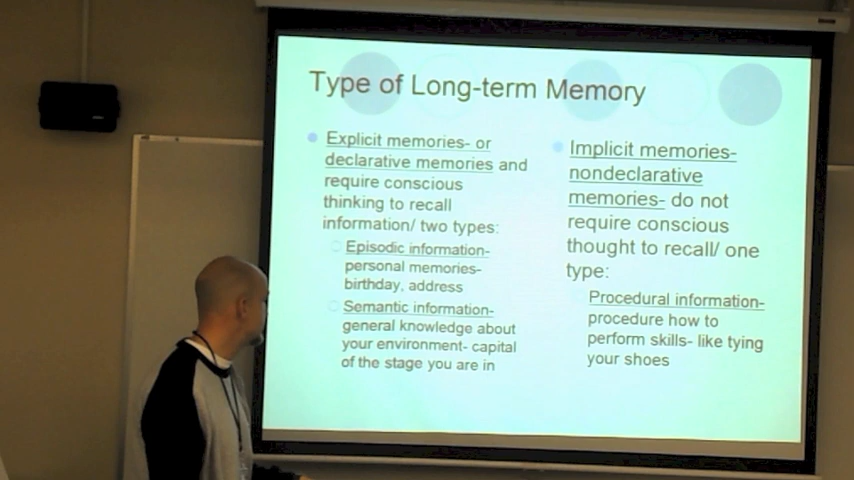 Type of Long-term Memory
Explicit memories- or
declarative memories and
require conscious
thinking to recall
information/ two types:
Episodic information-
personal memories-
birthday, address
Semantic information-
general knowledge about
your environment- capital
of the stage you are in
Implicit memories-
nondeclarative
memories- do not
require conscious
thought to recall/ one
type:
Procedural information-
procedure how to
perform skills- like tying
your shoes